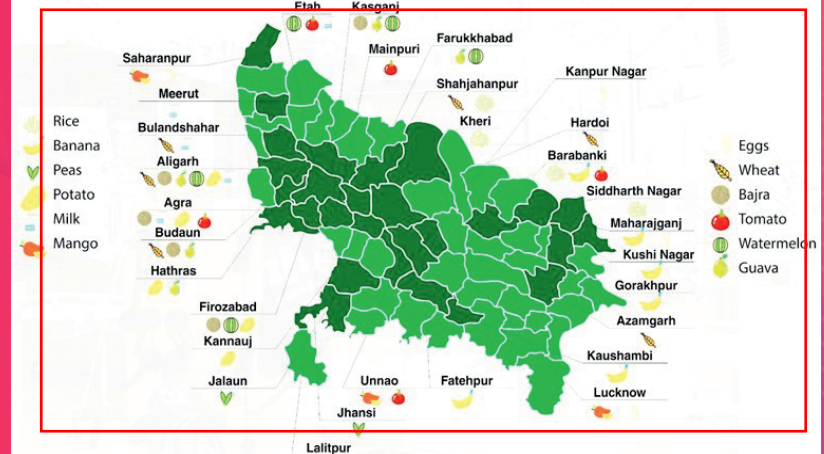 Etah
Kasganj
Mainpuri
Farukkhabad
Saharanpur
Shahjahanpur
Kanpur Nagar
Meerut
Kheri
Hardoi
Bulandshahar
Barabanki
Aligarh
Siddharth Nagar
Agra
Maharajganj
Budaun
Kushi Nagar
Hathras
Gorakhpur
Firozabad
Azamgarh
Kannauj
Kaushambi
Jalaun
Unnao
Fatehpur
Lucknow
Jhansi
Lalitpur
Rice
Banana
Peas
Potato
Milk
Mango
Eggs
Wheat
Bajra
Tomato
Watermelon
Guava